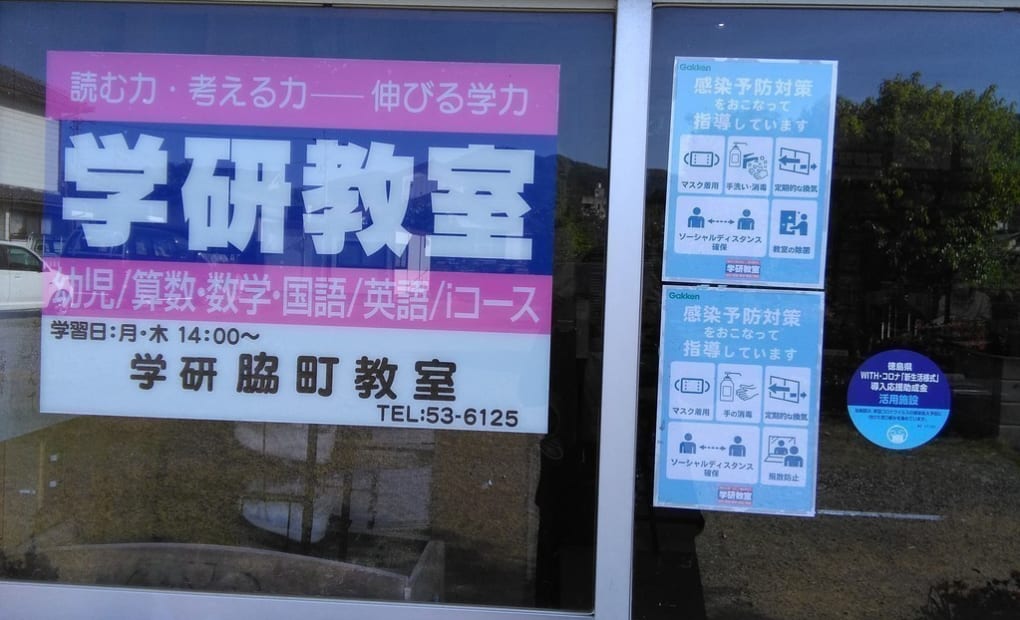 読む力・考える力──伸びる学力
学研教室
幼児/算数・数学・国語/英語/iコース
学習日:月・木 14:00〜
学研 脇町教室
TEL:53-6125
Gakken
感染予防対策
をおこなって
指導しています
マスク着用
手洗い・消毒
定期的な換気
ソーシャルディスタンス
確保
教室の除菌
学研教室
Gakken
感染予防対策
をおこなって
指導しています
マスク着用
手の消毒
定期的な換気
ソーシャルディスタンス
確保
飛散防止
学研教室
徳島県
WITH・コロナ「新生活様式」
導入応援助成金
活用施設